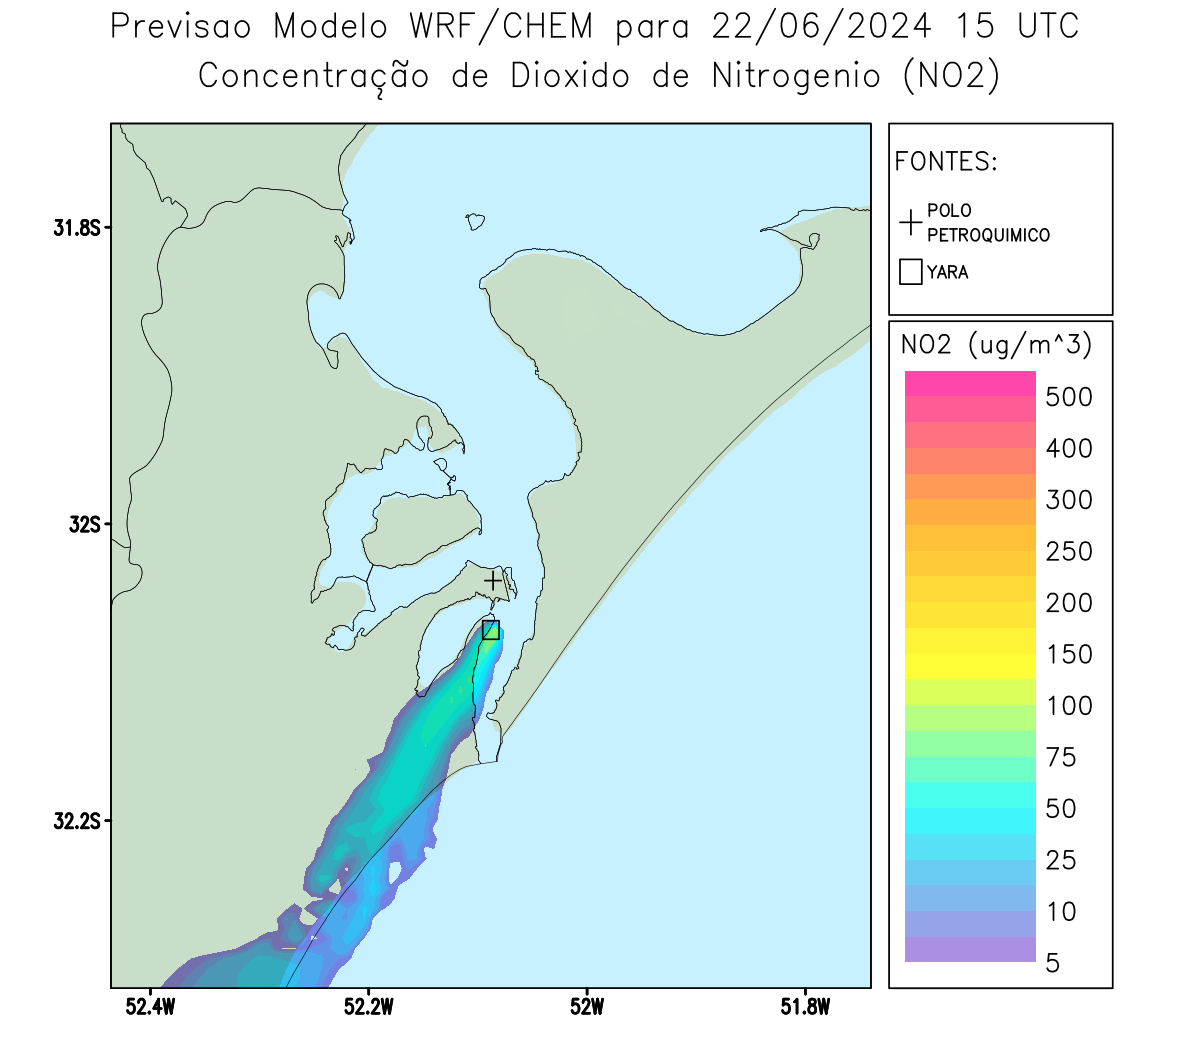 Previsao Modelo WRF/CHEM para 22/06/2024 15 UTC
Concentração de Dioxido de Nitrogenio (NO2)
31.8S
32S
32.2S
52.4W
52.2W
52W
51.8W
FONTES:
POLO
PETROQUIMICO
YARA
NO2 (ug/m^3)
500
400
300
250
200
150
100
75
50
25
10
5